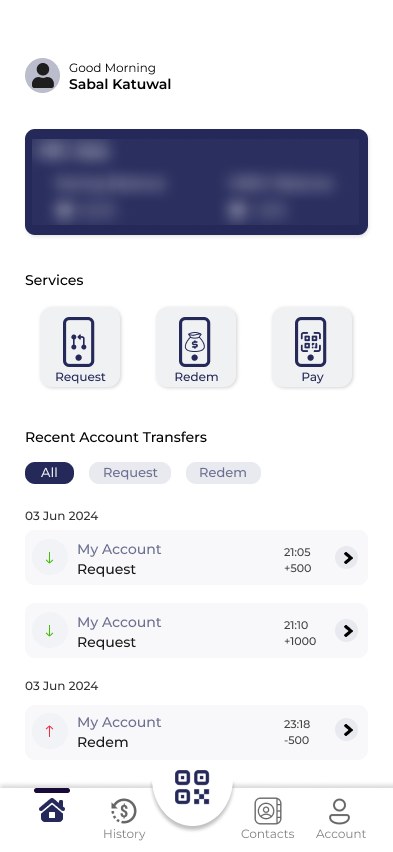 Good Morning
Sabal Katuwal
Services
Request
Redem
Pay
Recent Account Transfers
All
Request
Redem
03 Jun 2024
My Account
21:05
Request
+500
My Account
21:10
Request
+1000
03 Jun 2024
My Account
23:18
Redem
-500
History
Contacts
Account